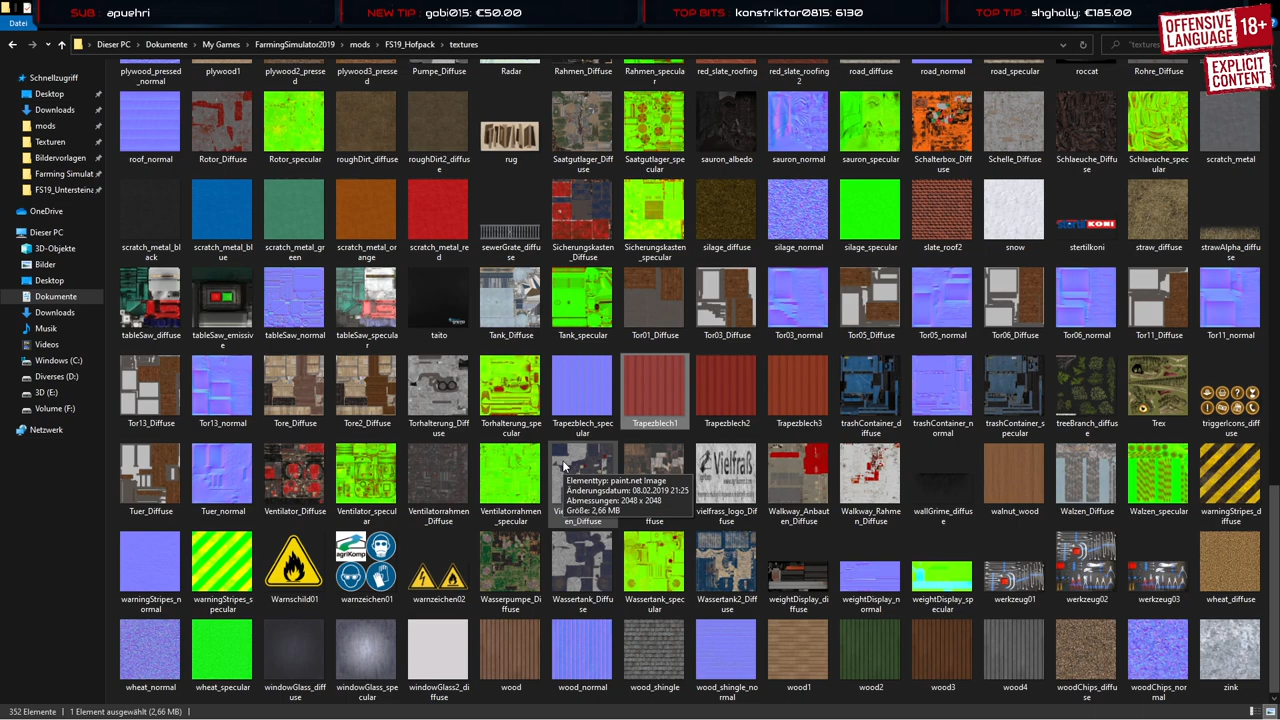 SUB : apuehri
NEW TIP : gabi015: €50.00
TOP BITS : konstriktor0815: 6130
TOP TIP : shgholly: €185.00
OFFENSIVE LANGUAGE 18+
EXPLICIT CONTENT
Datei
Dieser PC > Dokumente > My Games > FarmingSimulator2019 > mods > FS19_Hofpack > textures
Schnellzugriff
Desktop
Downloads
mods
Texturen
Bildervorlagen
Farming Simulat
FS19_Untersteina
OneDrive
Dieser PC
3D-Objekte
Bilder
Desktop
Dokumente
Downloads
Musik
Videos
Windows (C:)
Diverses (D:)
3D (E:)
Volume (F:)
Netzwerk
plywood_pressed_normal
plywood1
plywood2_pressed
plywood3_pressed
Pumpe_Diffuse
Radar
Rahmen_Diffuse
Rahmen_specular
red_slate_roofing
red_slate_roofing2
road_diffuse
road_normal
road_specular
roccat
Rohre_Diffuse
roof_normal
Rotor_Diffuse
Rotor_specular
roughDirt_diffuse
roughDirt2_diffuse
rug
Saatgutlager_Diffuse
Saatgutlager_specular
sauron_albedo
sauron_normal
sauron_specular
Schalterbox_Diffuse
Schelle_Diffuse
Schlaeuche_Diffuse
Schlaeuche_specular
scratch_metal
scratch_metal_black
scratch_metal_blue
scratch_metal_green
scratch_metal_orange
scratch_metal_red
sewerGrate_diffuse
Sicherungskasten_Diffuse
Sicherungskasten_specular
silage_diffuse
silage_normal
silage_specular
slate_roof2
snow
stertilkoni
straw_diffuse
strawAlpha_diffuse
tableSaw_diffuse
tableSaw_emissive
tableSaw_normal
tableSaw_specular
taito
Tank_Diffuse
Tank_specular
Tor01_Diffuse
Tor03_Diffuse
Tor03_normal
Tor05_Diffuse
Tor05_normal
Tor06_Diffuse
Tor06_normal
Tor11_Diffuse
Tor11_normal
Tor13_Diffuse
Tor13_normal
Tore_Diffuse
Tore2_Diffuse
Torhalterung_Diffuse
Torhalterung_specular
Trapezblech_specular
Trapezblech1
Trapezblech2
Trapezblech3
trashContainer_diffuse
trashContainer_normal
trashContainer_specular
treeBranch_diffuse
Trex
triggerIcons_diffuse
Tuer_Diffuse
Tuer_normal
Ventilator_Diffuse
Ventilator_specular
Ventilatorrahmen_Diffuse
Ventilatorrahmen_specular
en_Diffuse
ffuse
Elementtyp: paint.net Image
Änderungsdatum: 08.02.2019 21:25
Abmessungen: 2048 x 2048
Größe: 2,66 MB
Vielfraß
vielfrass_logo_Diffuse
Walkway_Anbauten_Diffuse
Walkway_Rahmen_Diffuse
wallGrime_diffuse
walnut_wood
Walzen_Diffuse
Walzen_specular
warningStripes_diffuse
warningStripes_normal
warningStripes_specular
Warnschild01
agriKomp
warnzeichen01
warnzeichen02
Wasserpumpe_Diffuse
Wassertank_Diffuse
Wassertank_specular
Wassertank2_Diffuse
weightDisplay_diffuse
weightDisplay_normal
weightDisplay_specular
werkzeug01
werkzeug02
werkzeug03
wheat_diffuse
wheat_normal
wheat_specular
windowGlass_diffuse
windowGlass_specular
windowGlass2_diffuse
wood
wood_normal
wood_shingle
wood_shingle_normal
wood1
wood2
wood3
wood4
woodChips_diffuse
woodChips_normal
zink
352 Elemente | 1 Element ausgewählt (2,66 MB)